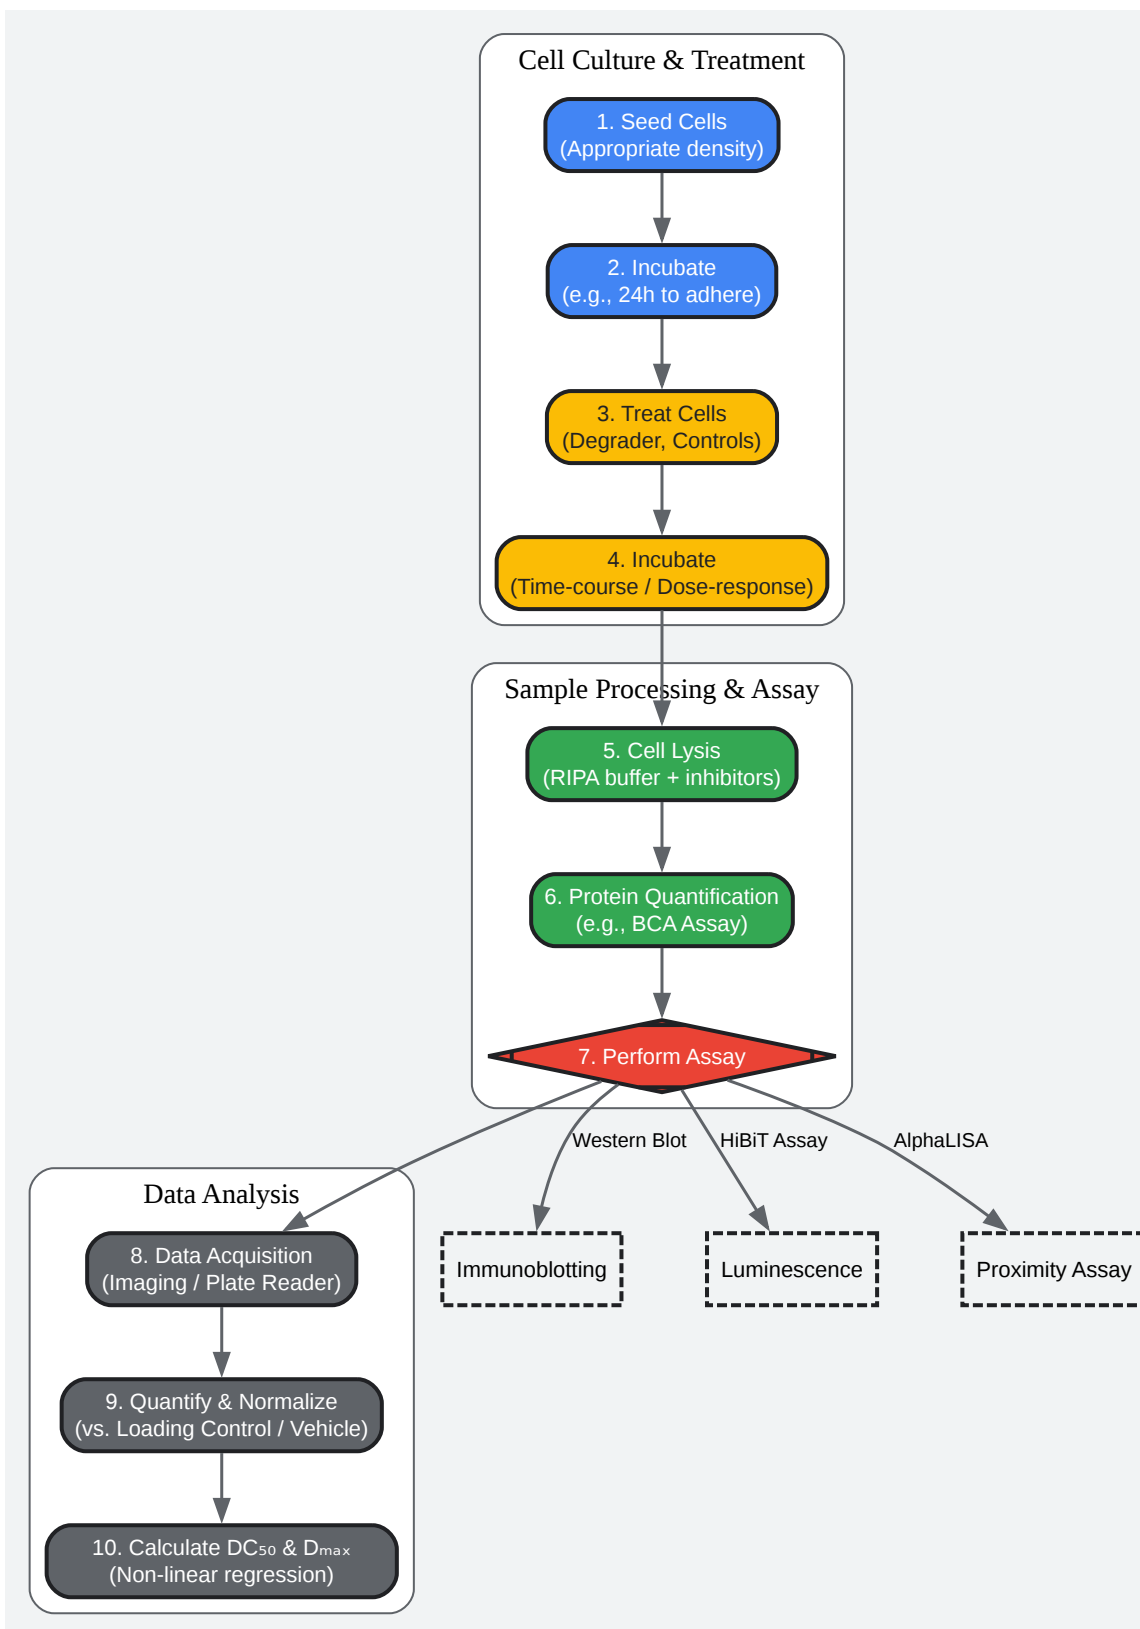 Cell Culture & Treatment
1. Seed Cells
(Appropriate density)
2. Incubate
(e.g., 24h to adhere)
3. Treat Cells
(Degrader, Controls)
4. Incubate
(Time-course / Dose-response)
Sample Processing & Assay
5. Cell Lysis
(RIPA buffer + inhibitors)
6. Protein Quantification
(e.g., BCA Assay)
7. Perform Assay
Western Blot
HiBiT Assay
AlphaLISA
Data Analysis
8. Data Acquisition
(Imaging / Plate Reader)
Immunoblotting
Luminescence
Proximity Assay
9. Quantify & Normalize
(vs. Loading Control / Vehicle)
10. Calculate DC₅₀ & Dₘₐₓ
(Non-linear regression)